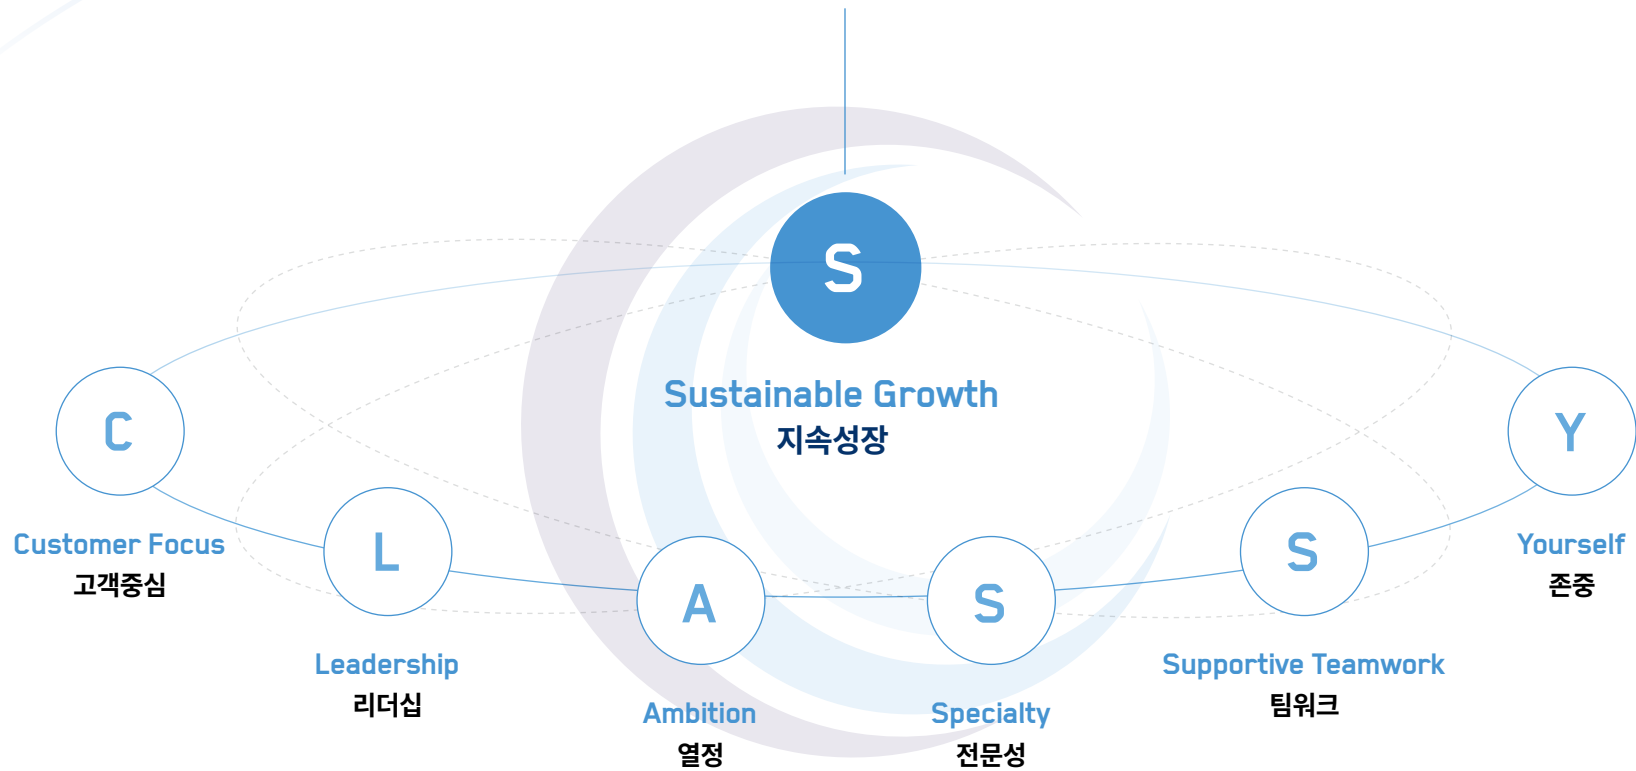 S
Sustainable Growth
지속성장
C
Customer Focus
고객중심
L
Leadership
리더십
A
Ambition
열정
S
Specialty
전문성
S
Supportive Teamwork
팀워크
Y
Yourself
존중